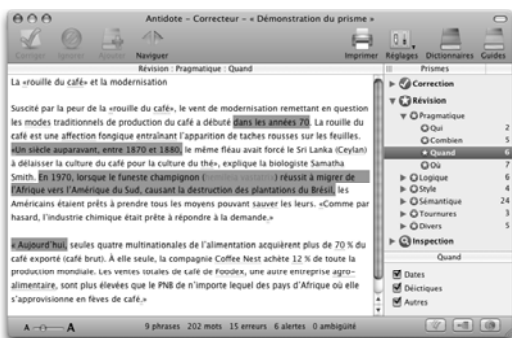 Antidote - Correcteur - « Démonstration du prisme »
Corriger Ignorer Ajouter Naviguer Imprimer Réglages Dictionnaires Guides
Révision : Pragmatique : Quand
Prismes
La «rouille du café» et la modernisation
Suscité par la peur de la «rouille du café», le vent de modernisation remettant en question
les modes traditionnels de production du café a débuté dans les années 70. La rouille du
café est une affection fongique entraînant l'apparition de taches rousses sur les feuilles.
«Un siècle auparavant, entre 1870 et 1880, le même fléau avait forcé le Sri Lanka (Ceylan)
à délaisser la culture du café pour la culture du thé», explique la biologiste Samatha
Smith. En 1970, lorsque le funeste champignon (hemileia vastatrix) réussit à migrer de
l'Afrique vers l'Amérique du Sud, causant la destruction des plantations du Brésil, les
Américains étaient prêts à prendre tous les moyens pouvant sauver les leurs. «Comme par
hasard, l'industrie chimique était prête à répondre à la demande.»
« Aujourd'hui, seules quatre multinationales de l'alimentation acquièrent plus de 70 % du
café exporté (café brut). À elle seule, la compagnie Coffee Nest achète 12 % de toute la
production mondiale. Les ventes totales de café de Foodex, une autre entreprise agro-
alimentaire, sont plus élevées que le PNB de n'importe lequel des pays d'Afrique où elle
s'approvisionne en fèves de café.»
Correction
Révision
Pragmatique
Qui 2
Combien 5
Quand 6
Où 7
Logique 6
Style 4
Sémantique 24
Tournures 3
Divers 5
Inspection
Quand
Dates
Déictiques
Autres
A A
9 phrases 202 mots 15 erreurs 6 alertes 0 ambiguïté